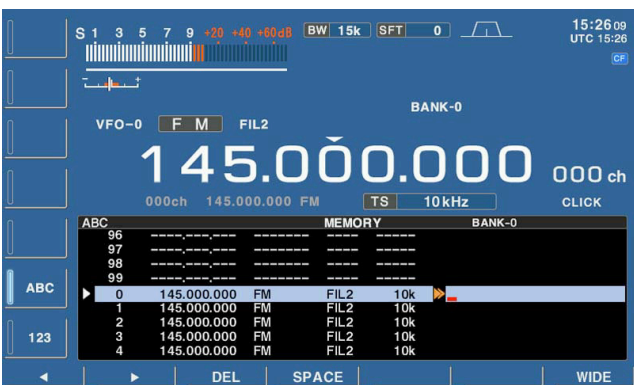 S 1 3 5 7 9 +20 +40 +60dB BW 15k SFT 0 15:26 09
UTC 15:26
CF
- +
BANK-0
VFO-0 F M FIL2
145.000.000 000 ch
000ch 145.000.000 FM TS 10kHz CLICK
ABC MEMORY BANK-0
96 ----.---.--- ------- ---- -----
97 ----.---.--- ------- ---- -----
98 ----.---.--- ------- ---- -----
99 ----.---.--- ------- ---- -----
0 145.000.000 FM FIL2 10k
1 145.000.000 FM FIL2 10k
2 145.000.000 FM FIL2 10k
3 145.000.000 FM FIL2 10k
4 145.000.000 FM FIL2 10k
ABC
123
◄ ► DEL SPACE WIDE